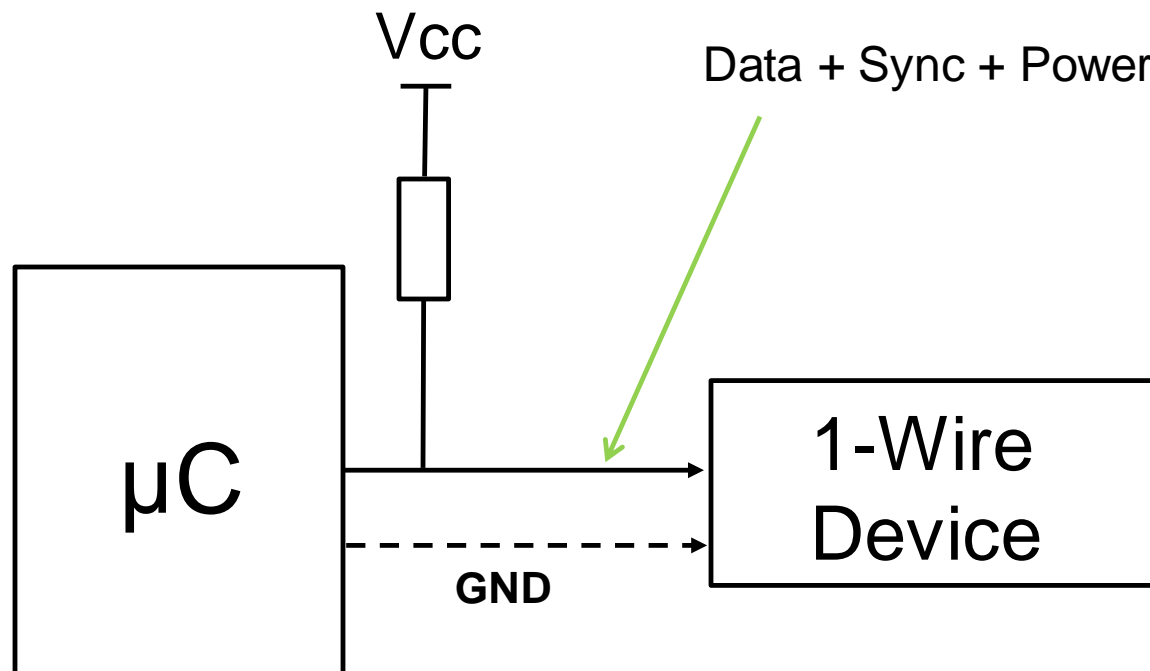 Vcc
Data + Sync + Power
µC
1-Wire
Device
GND